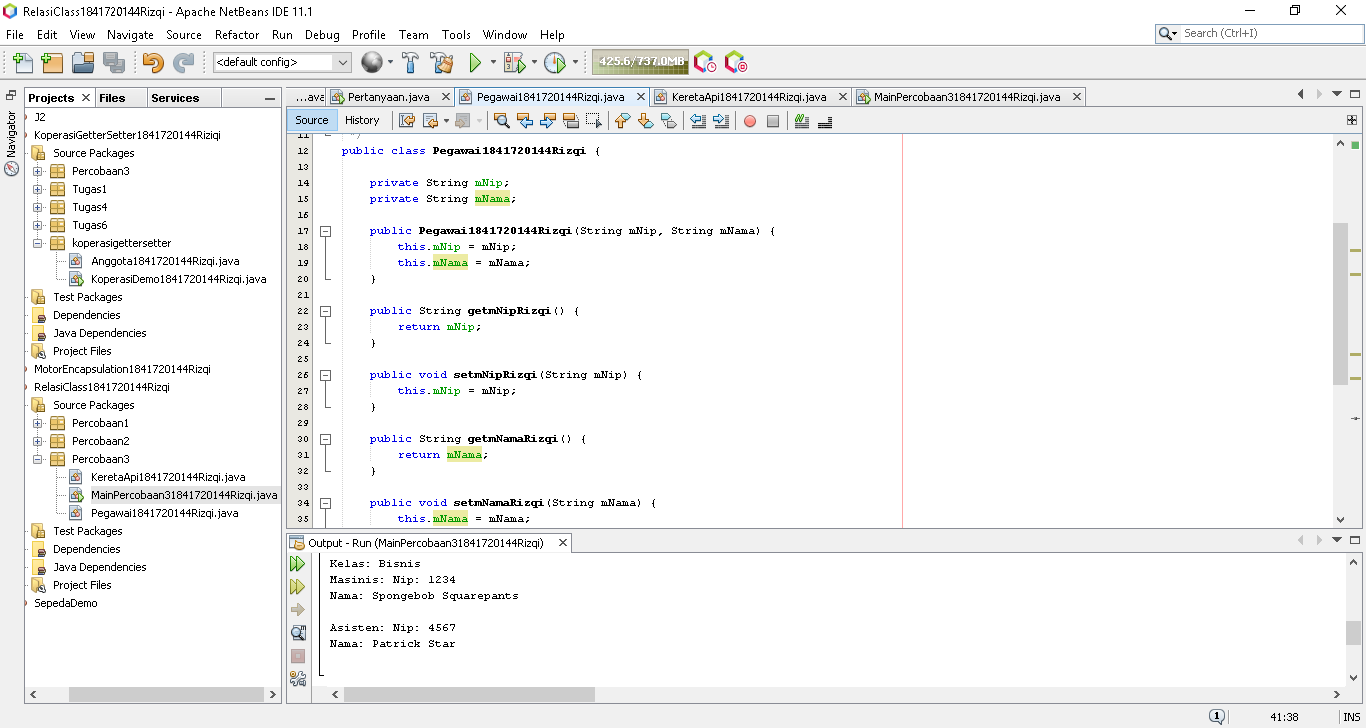 RelasiClass1841720144Rizqi - Apache NetBeans IDE 11.1
File Edit View Navigate Source Refactor Run Debug Profile Team Tools Window Help
Search (Ctrl+I)
<default config>
425.6/737.0MB
Projects Files Services
Navigator
J2
KoperasiGetterSetter1841720144Rizqi
Source Packages
Percobaan3
Tugas1
Tugas4
Tugas6
koperasigettersetter
Anggota1841720144Rizqi.java
KoperasiDemo1841720144Rizqi.java
Test Packages
Dependencies
Java Dependencies
Project Files
MotorEncapsulation1841720144Rizqi
RelasiClass1841720144Rizqi
Source Packages
Percobaan1
Percobaan2
Percobaan3
KeretaApi1841720144Rizqi.java
MainPercobaan31841720144Rizqi.java
Pegawai1841720144Rizqi.java
Test Packages
Dependencies
Java Dependencies
Project Files
SepedaDemo
...ava Pertanyaan.java Pegawai1841720144Rizqi.java KeretaApi1841720144Rizqi.java MainPercobaan31841720144Rizqi.java
Source History
11 */
12 public class Pegawai1841720144Rizqi {
13
14 private String mNip;
15 private String mNama;
16
17 public Pegawai1841720144Rizqi(String mNip, String mNama) {
18 this.mNip = mNip;
19 this.mNama = mNama;
20 }
21
22 public String getmNipRizqi() {
23 return mNip;
24 }
25
26 public void setmNipRizqi(String mNip) {
27 this.mNip = mNip;
28 }
29
30 public String getmNamaRizqi() {
31 return mNama;
32 }
33
34 public void setmNamaRizqi(String mNama) {
35 this.mNama = mNama;
Output - Run (MainPercobaan31841720144Rizqi)
Kelas: Bisnis
Masinis: Nip: 1234
Nama: Spongebob Squarepants
Asisten: Nip: 4567
Nama: Patrick Star
1 41:38 INS